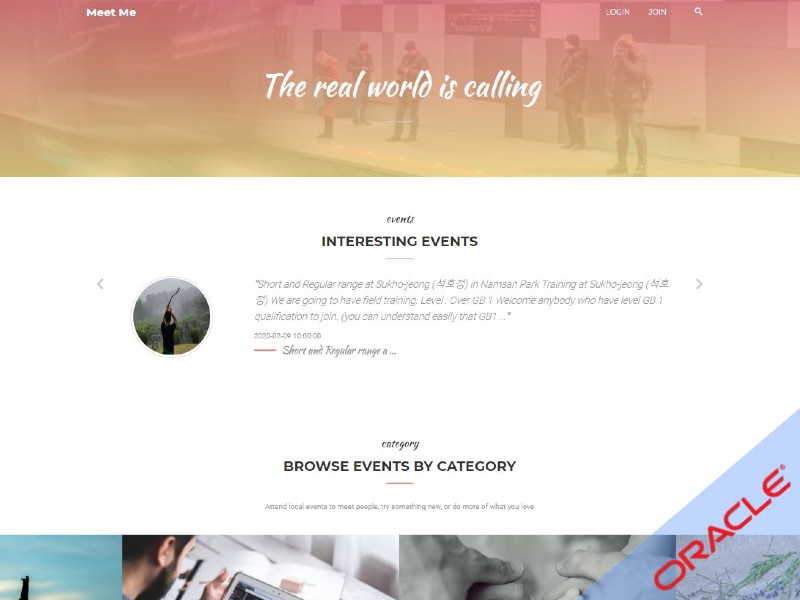 Meet Me
LOGIN JOIN
The real world is calling
events
INTERESTING EVENTS
"Short and Regular range at Sukho-jeong (석호정) in Namsan Park Training at Sukho-jeong (석호
정) We are going to have field training. Level : Over GB 1 Welcome anybody who have level GB 1
qualification to join. (you can understand easily that GB1 ..."
2020-02-09 10:00:00
Short and Regular range a ...
category
BROWSE EVENTS BY CATEGORY
Attend local events to meet people, try something new, or do more of what you love
ORACLE®